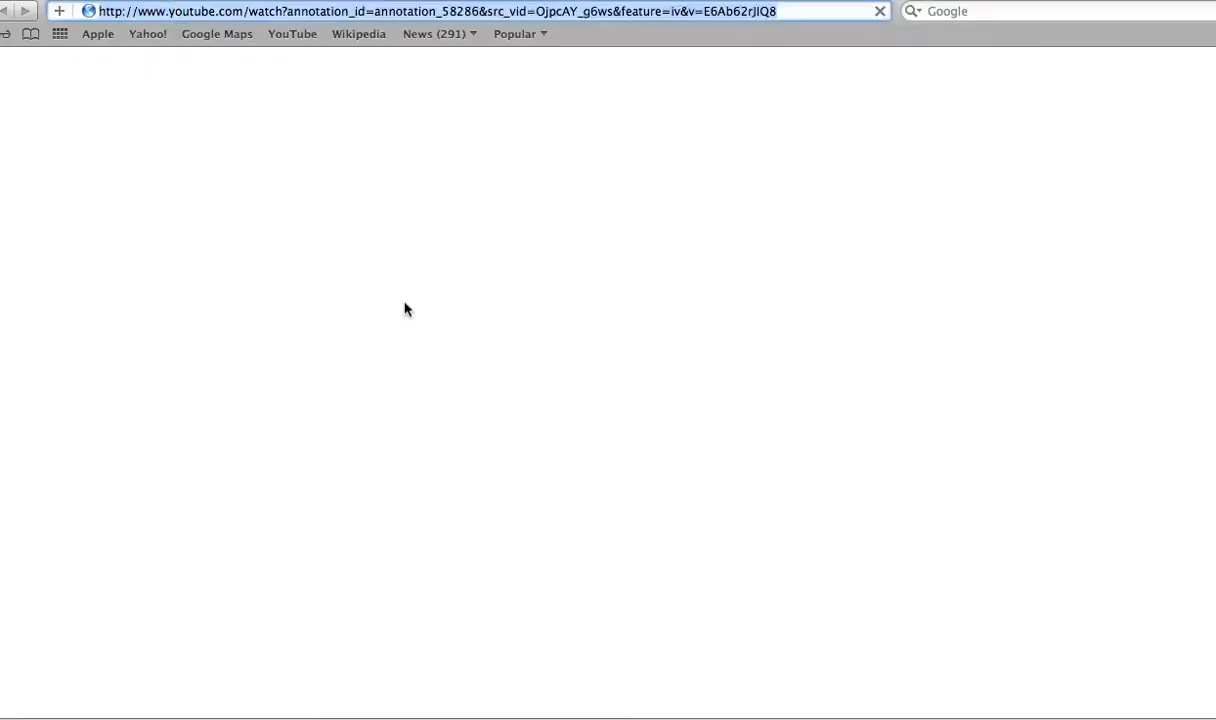 http://www.youtube.com/watch?annotation_id=annotation_58286&src_vid=OjpcAY_g6ws&feature=iv&v=E6Ab62rJIQ8
Google
Apple Yahoo! Google Maps YouTube Wikipedia News (291) Popular